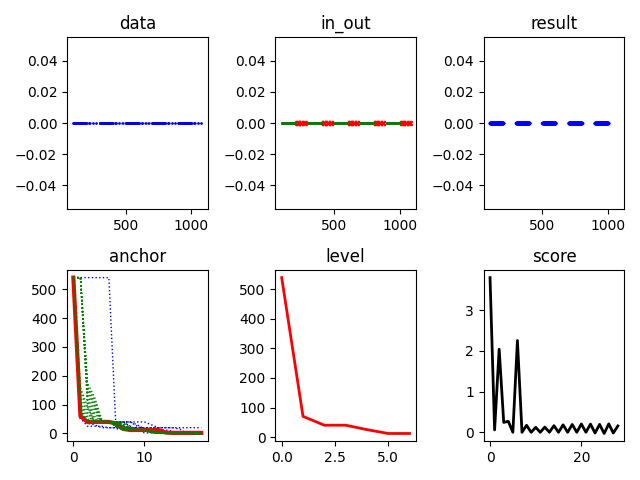 data in_out result
0.04 0.04 0.04
0.02 0.02 0.02
0.00 0.00 0.00
−0.02 −0.02 −0.02
−0.04 −0.04 −0.04
500 1000 500 1000 500 1000
anchor level score
500 500 3
400 400
300 300 2
200 200 1
100 100
0 0 0
0 10 0.0 2.5 5.0 0 20